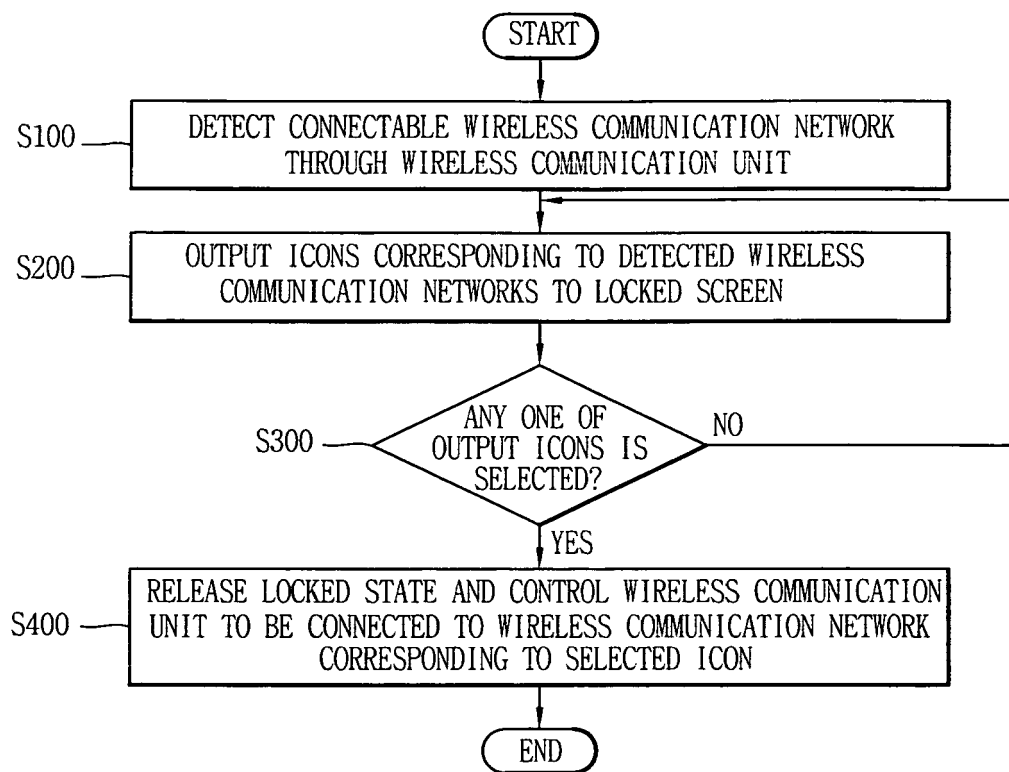 START
S100
DETECT CONNECTABLE WIRELESS COMMUNICATION NETWORK
THROUGH WIRELESS COMMUNICATION UNIT
S200
OUTPUT ICONS CORRESPONDING TO DETECTED WIRELESS
COMMUNICATION NETWORKS TO LOCKED SCREEN
S300
ANY ONE OF
OUTPUT ICONS IS
SELECTED?
NO
YES
S400
RELEASE LOCKED STATE AND CONTROL WIRELESS COMMUNICATION
UNIT TO BE CONNECTED TO WIRELESS COMMUNICATION NETWORK
CORRESPONDING TO SELECTED ICON
END